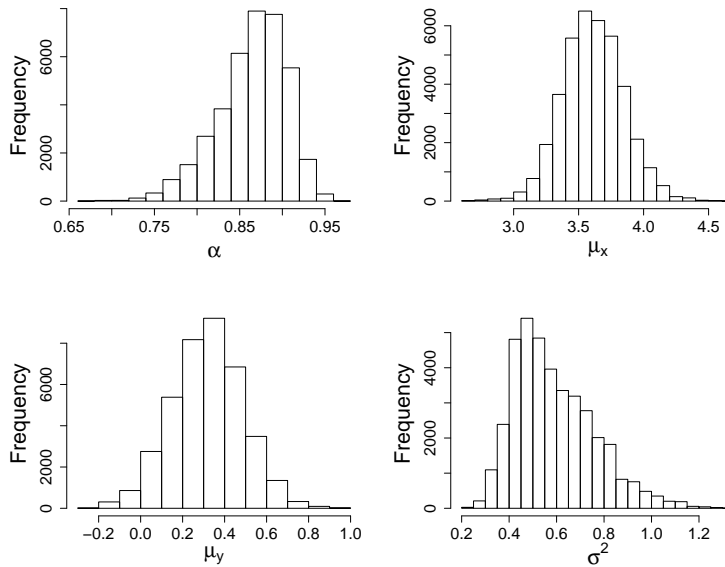 Frequency
0 2000 6000
0.65 0.75 0.85 0.95
α
Frequency
0 2000 4000 6000
3.0 3.5 4.0 4.5
μx
Frequency
0 2000 6000
−0.2 0.0 0.2 0.4 0.6 0.8 1.0
μy
Frequency
0 2000 4000
0.2 0.4 0.6 0.8 1.0 1.2
σ2